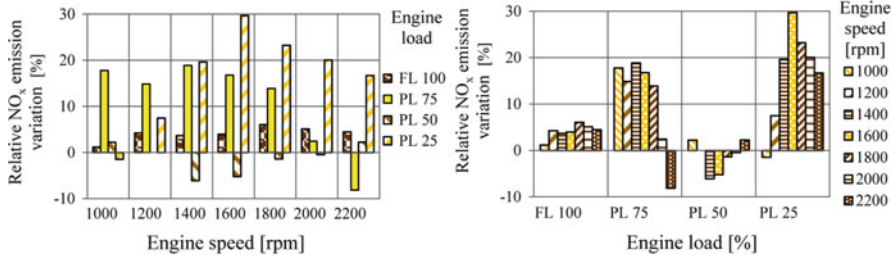 Relative NOx emission
variation [%]
30
20
10
0
-10
1000 1200 1400 1600 1800 2000 2200
Engine speed [rpm]
Engine
load
FL 100
PL 75
PL 50
PL 25
Relative NOx emission
variation [%]
30
20
10
0
-10
FL 100 PL 75 PL 50 PL 25
Engine load [%]
Engine
speed
[rpm]
1000
1200
1400
1600
1800
2000
2200